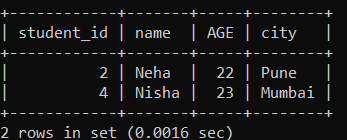 +------------+-------+-----+--------+
| student_id | name  | AGE | city   |
+------------+-------+-----+--------+
|          2 | Neha  |  22 | Pune   |
|          4 | Nisha |  23 | Mumbai |
+------------+-------+-----+--------+
2 rows in set (0.0016 sec)